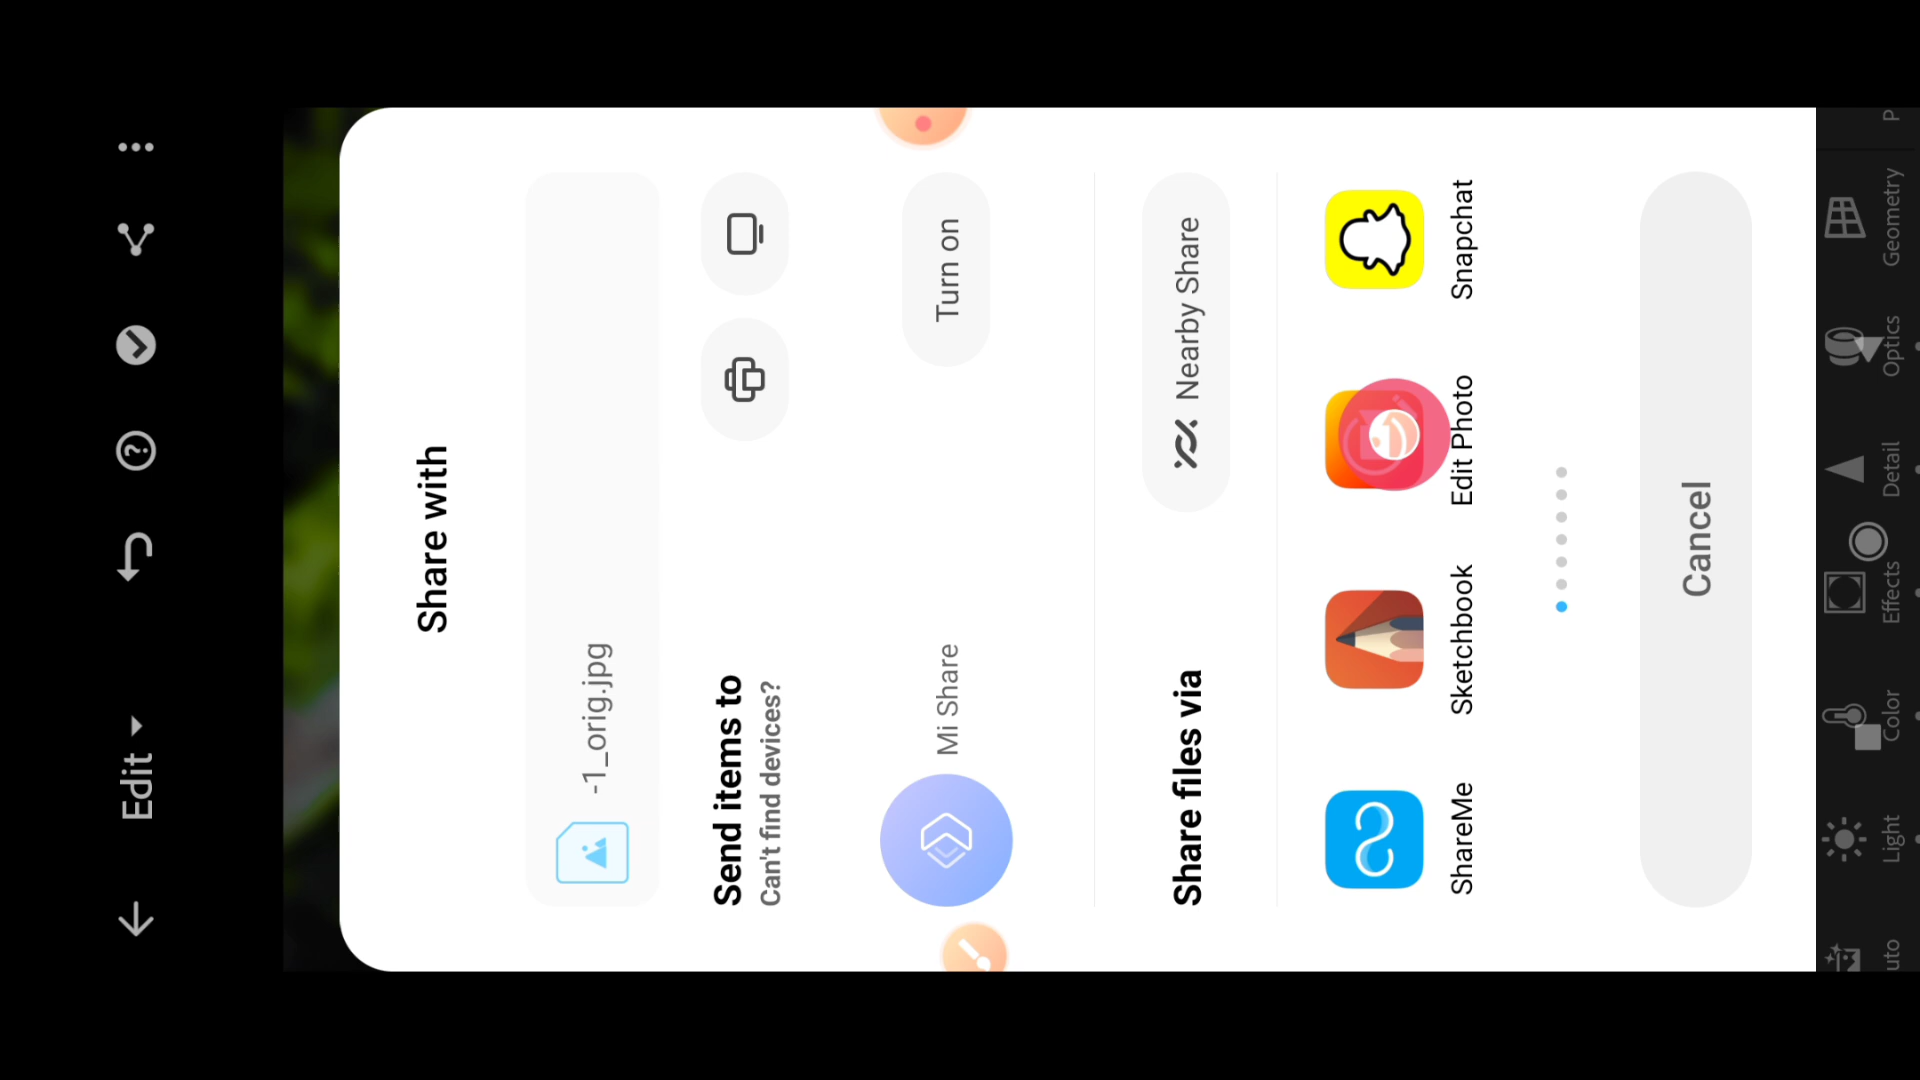 Edit
Share with
-1_orig.jpg
Send items to
Can't find devices?
Mi Share
Turn on
Share files via
Nearby Share
ShareMe
Sketchbook
Edit Photo
Snapchat
Cancel
uto
Light
Color
Effects
Detail
Optics
Geometry
P